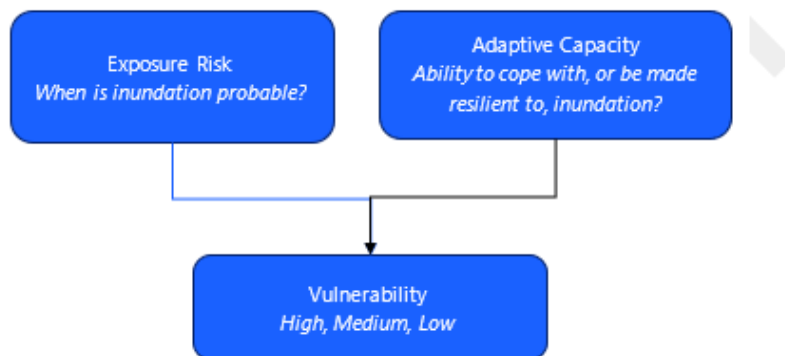 Exposure Risk
When is inundation probable?
Adaptive Capacity
Ability to cope with, or be made
resilient to, inundation?
Vulnerability
High, Medium, Low